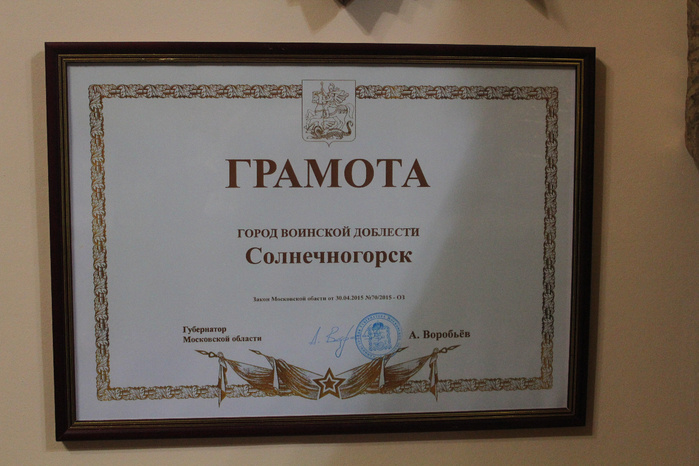 ГРАМОТА
ГОРОД ВОИНСКОЙ ДОБЛЕСТИ
Солнечногорск
Закон Московской области от 30.04.2015 №70/2015 - ОЗ
Губернатор
Московской области
А. Воробьёв